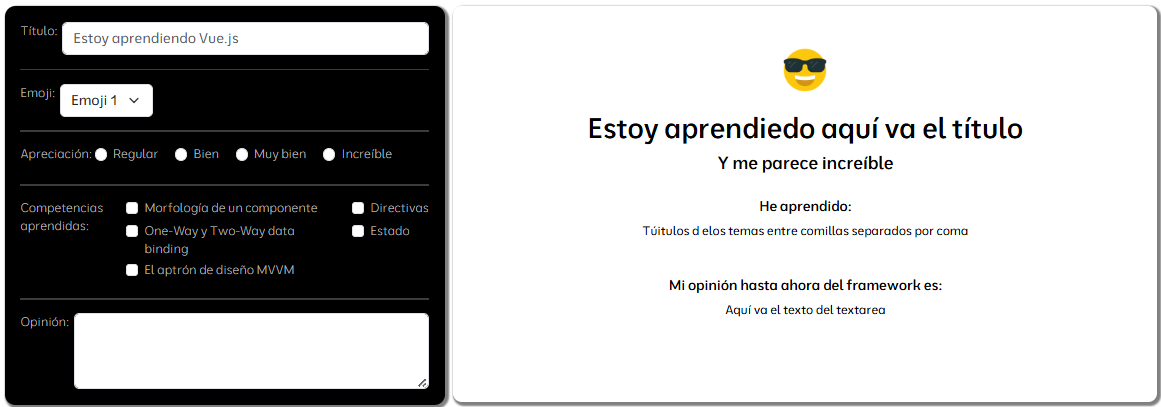 Título:
Estoy aprendiendo Vue.js
Emoji:
Emoji 1
Apreciación:
Regular
Bien
Muy bien
Increíble
Competencias
aprendidas:
Morfología de un componente
Directivas
One-Way y Two-Way data
binding
Estado
El aptrón de diseño MVVM
Opinión:
Estoy aprendiedo aquí va el título
Y me parece increíble
He aprendido:
Túitulos d elos temas entre comillas separados por coma
Mi opinión hasta ahora del framework es:
Aquí va el texto del textarea